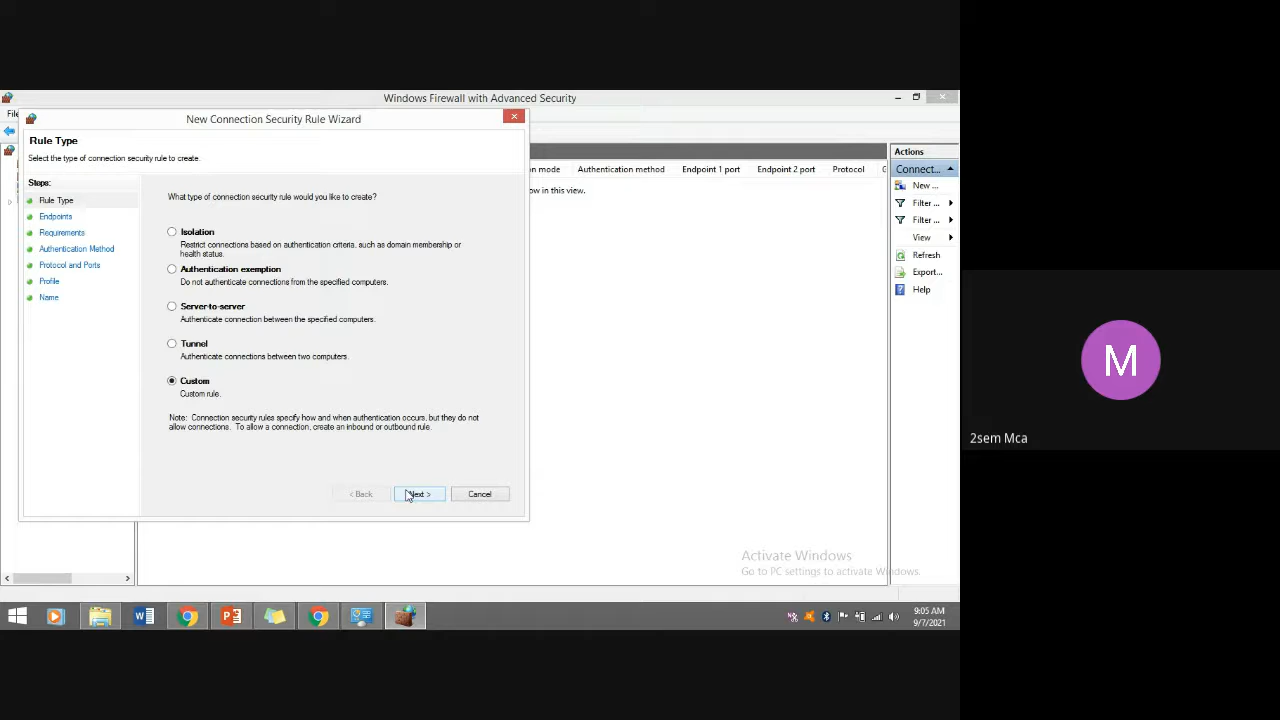 Windows Firewall with Advanced Security
New Connection Security Rule Wizard
Rule Type
Select the type of connection security rule to create.
Steps:
Rule Type
Endpoints
Requirements
Authentication Method
Protocol and Ports
Profile
Name
What type of connection security rule would you like to create?
Isolation
Restrict connections based on authentication criteria, such as domain membership or
health status.
Authentication exemption
Do not authenticate connections from the specified computers.
Server-to-server
Authenticate connection between the specified computers.
Tunnel
Authenticate connections between two computers.
Custom
Custom rule.
Note: Connection security rules specify how and when authentication occurs, but they do not
allow connections. To allow a connection, create an inbound or outbound rule.
< Back
Next >
Cancel
on mode
Authentication method
Endpoint 1 port
Endpoint 2 port
Protocol
ow in this view.
Actions
Connect...
New ...
Filter ...
Filter ...
View
Refresh
Export...
Help
Activate Windows
Go to PC settings to activate Windows.
9:05 AM
9/7/2021
M
2sem Mca